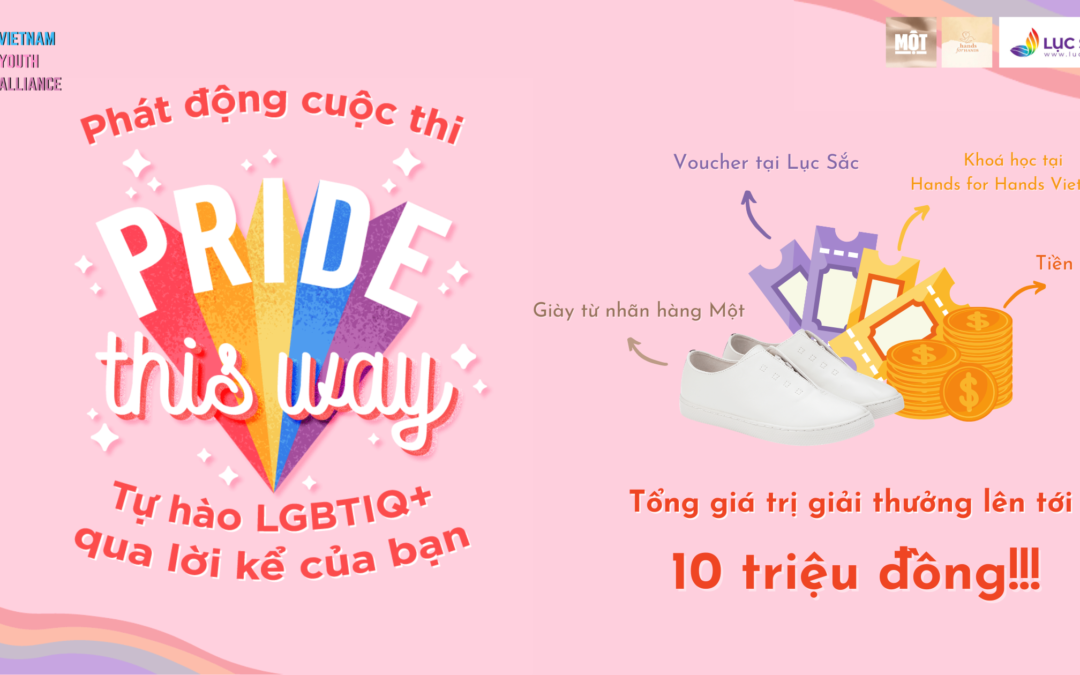 VIETNAM
YOUTH
ALLIANCE
Phát động cuộc thi
PRIDE
this way
Tự hào LGBTIQ+
qua lời kể của bạn
MỘT
LỤC
Voucher tại Lục Sắc
Khoá học tại
Hands for Hands Viet
Tiền
Giày từ nhãn hàng Một
Tổng giá trị giải thưởng lên tới
10 triệu đồng!!!